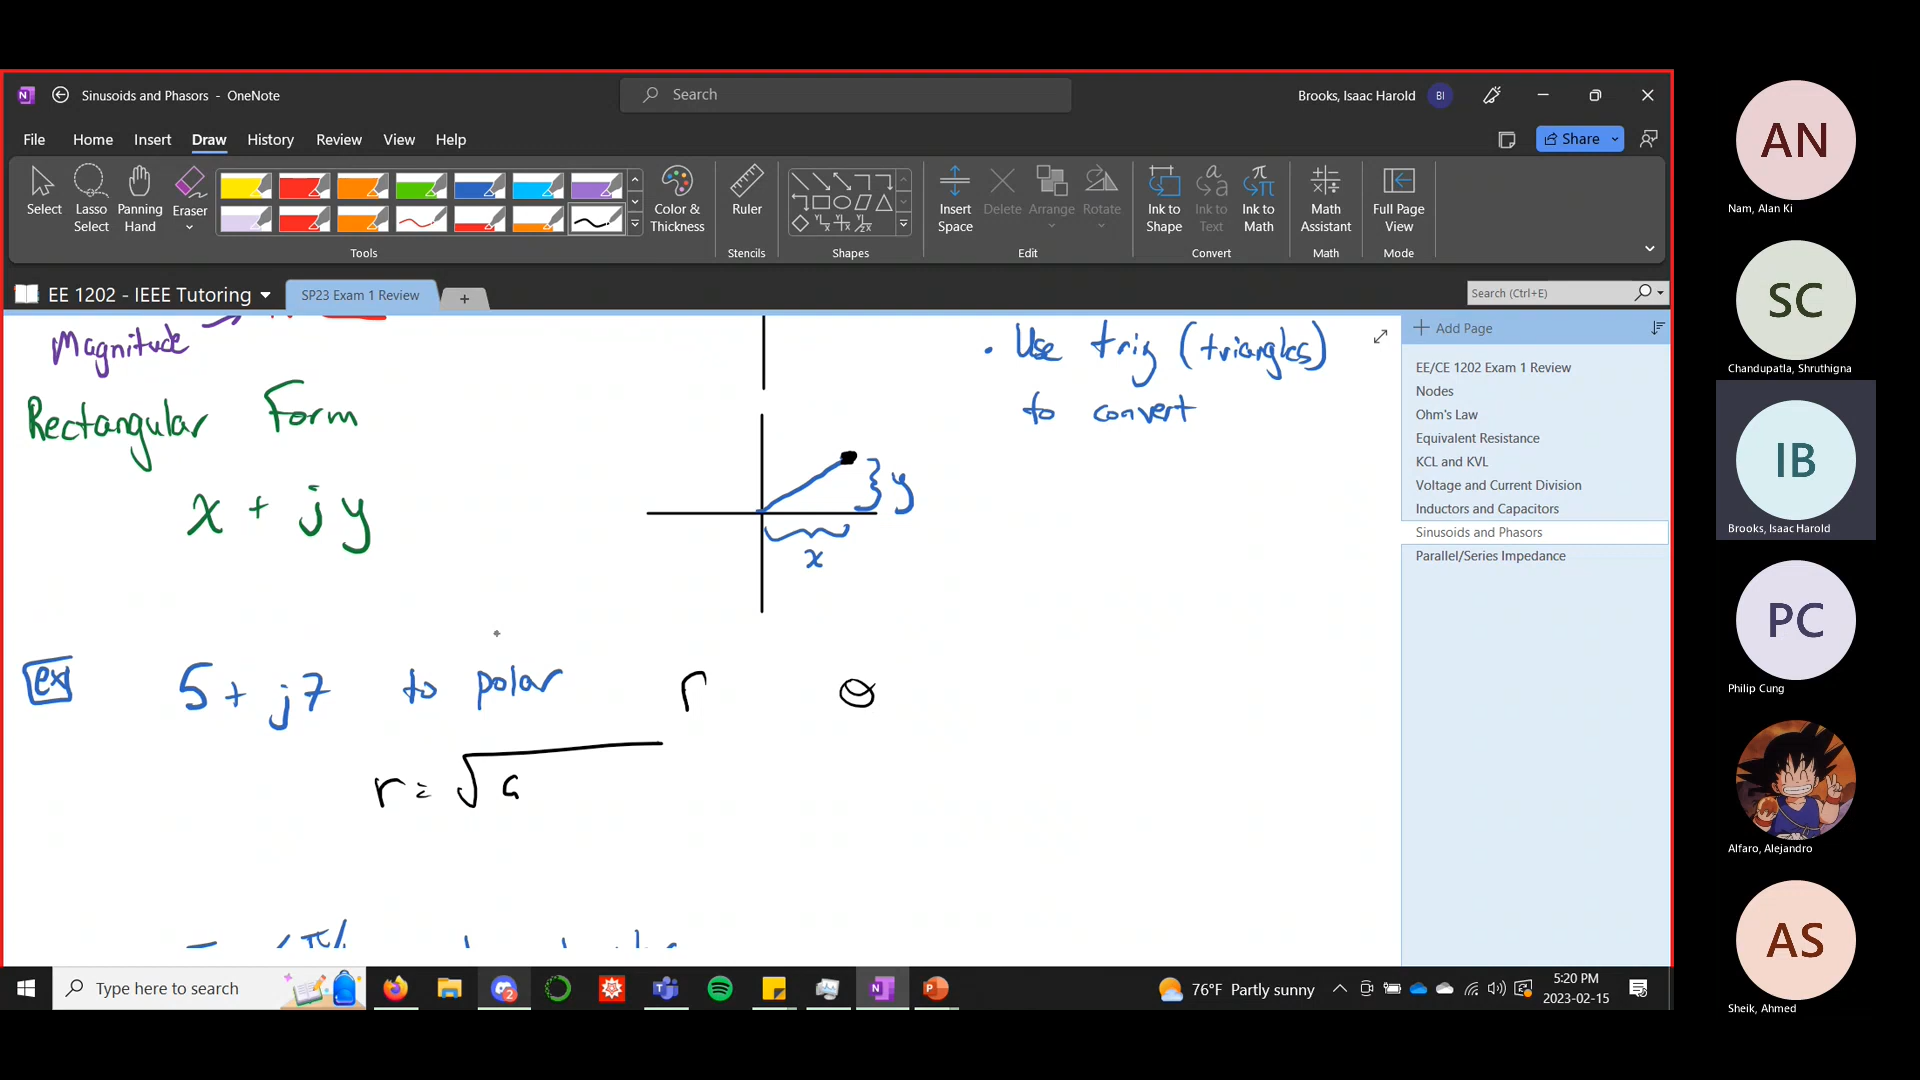 Sinusoids and Phasors - OneNote
Search
Brooks, Isaac Harold
BI
File Home Insert Draw History Review View Help
Share
Select
Lasso Select
Panning Hand
Eraser
Color & Thickness
Ruler
Insert Space
Delete
Arrange
Rotate
Ink to Shape
Ink to Text
Ink to Math
Math Assistant
Full Page View
Tools
Stencils
Shapes
Edit
Convert
Math
Mode
EE 1202 - IEEE Tutoring
SP23 Exam 1 Review
+
Search (Ctrl+E)
Magnitude
Rectangular Form
x + jy
y
x
• Use trig (triangles)
to convert
ex 5 + j7 to polar r θ
r = √a
Add Page
EE/CE 1202 Exam 1 Review
Nodes
Ohm's Law
Equivalent Resistance
KCL and KVL
Voltage and Current Division
Inductors and Capacitors
Sinusoids and Phasors
Parallel/Series Impedance
Type here to search
2
76°F Partly sunny
5:20 PM
2023-02-15
AN
Nam, Alan Ki
SC
Chandupatla, Shruthigna
IB
Brooks, Isaac Harold
PC
Philip Cung
Alfaro, Alejandro
AS
Sheik, Ahmed